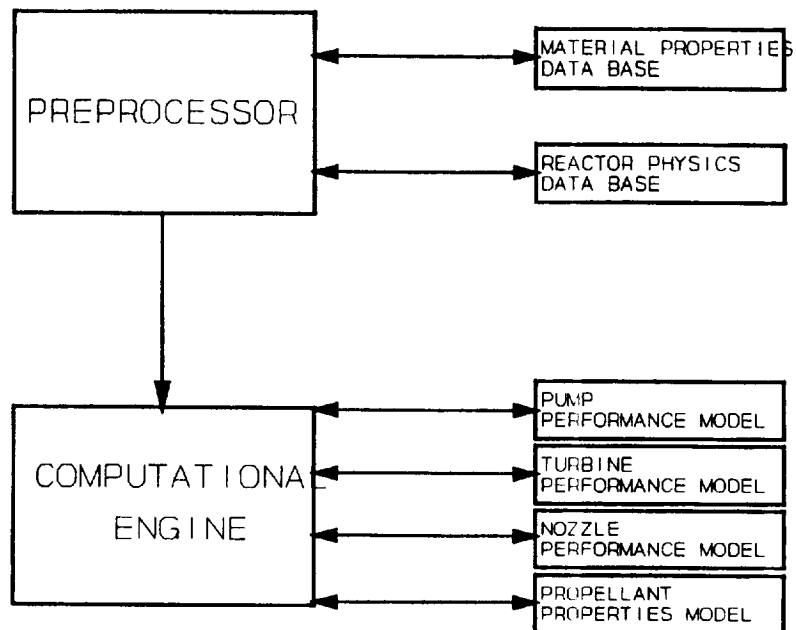 PREPROCESSOR
MATERIAL PROPERTIES
DATA BASE
REACTOR PHYSICS
DATA BASE
COMPUTATIONAL
ENGINE
PUMP
PERFORMANCE MODEL
TURBINE
PERFORMANCE MODEL
NOZZLE
PERFORMANCE MODEL
PROPELLANT
PROPERTIES MODEL